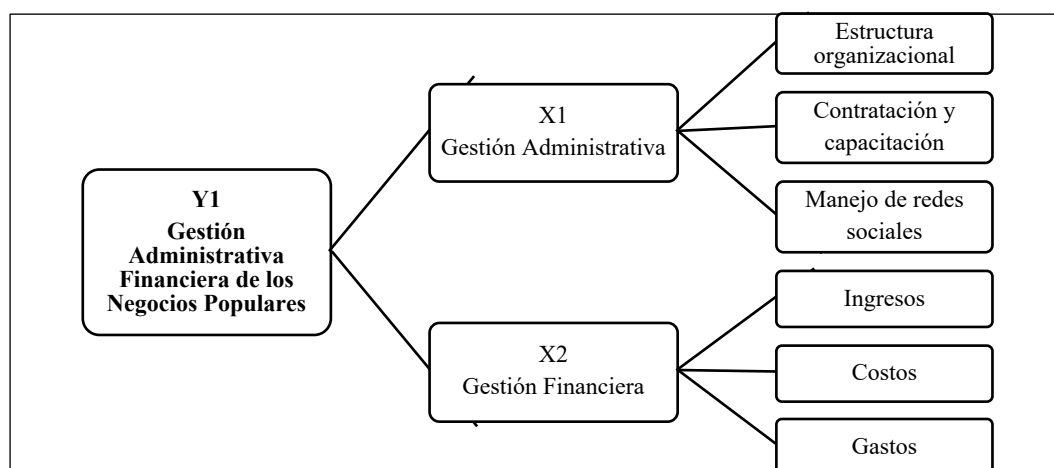 Y1
Gestión
Administrativa
Financiera de los
Negocios Populares
X1
Gestión Administrativa
Estructura
organizacional
Contratación y
capacitación
Manejo de redes
sociales
X2
Gestión Financiera
Ingresos
Costos
Gastos